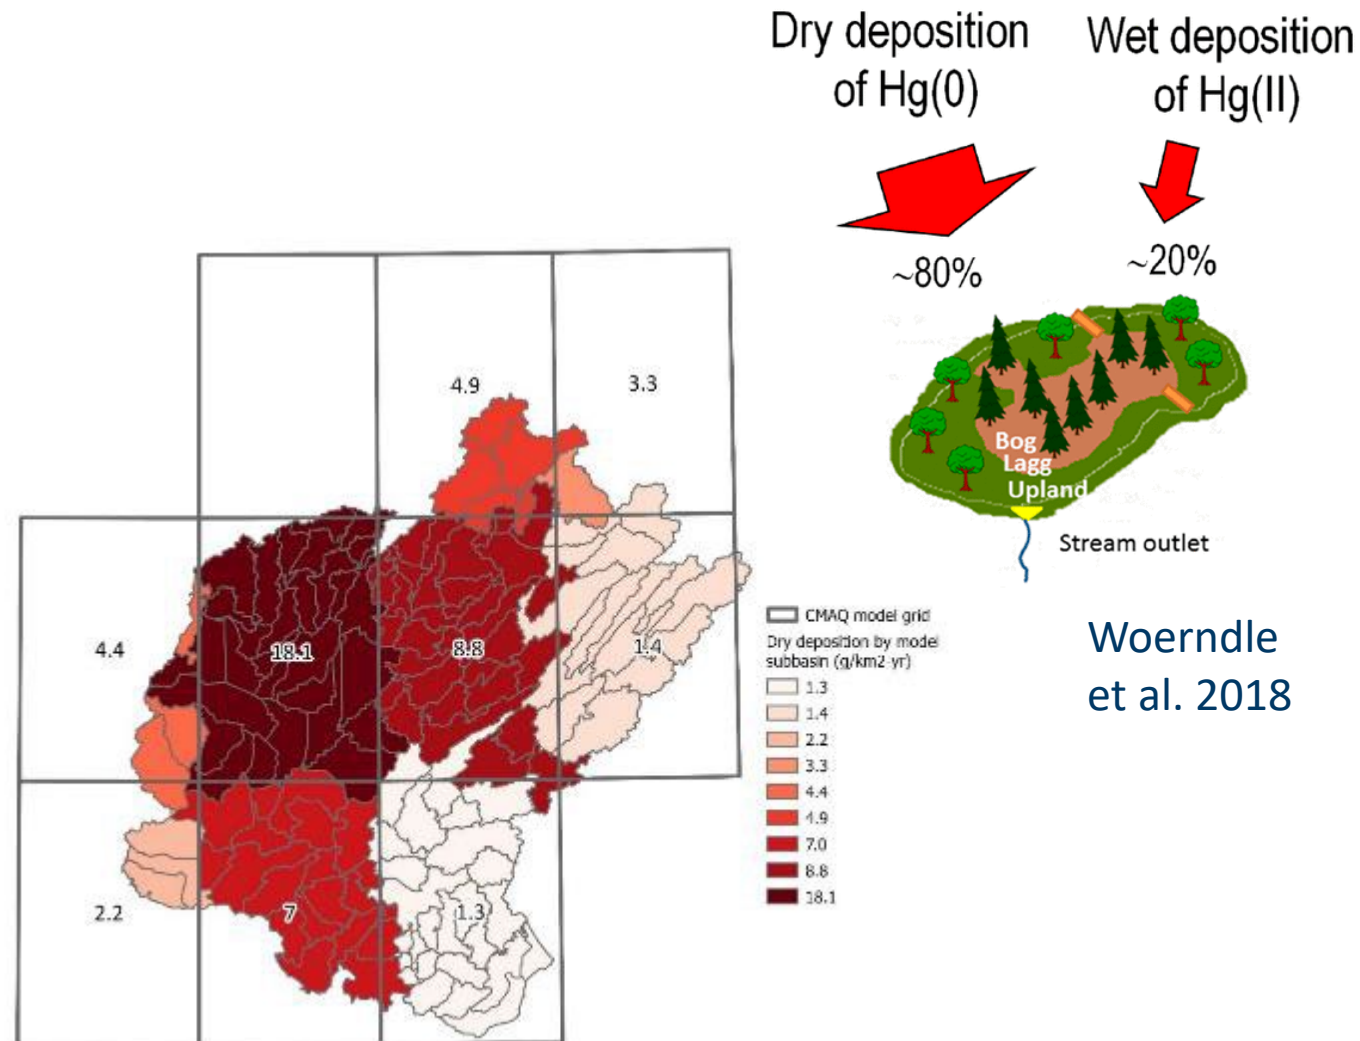 Dry deposition
of Hg(0)
Wet deposition
of Hg(II)
~80%
~20%
Bog
Lagg
Upland
Stream outlet
Woerndle
et al. 2018
4.9
3.3
4.4
18.1
8.8
1.4
2.2
7
1.3
CMAQ model grid
Dry deposition by model
subbasin (g/km2-yr)
1.3
1.4
2.2
3.3
4.4
4.9
7.0
8.8
18.1